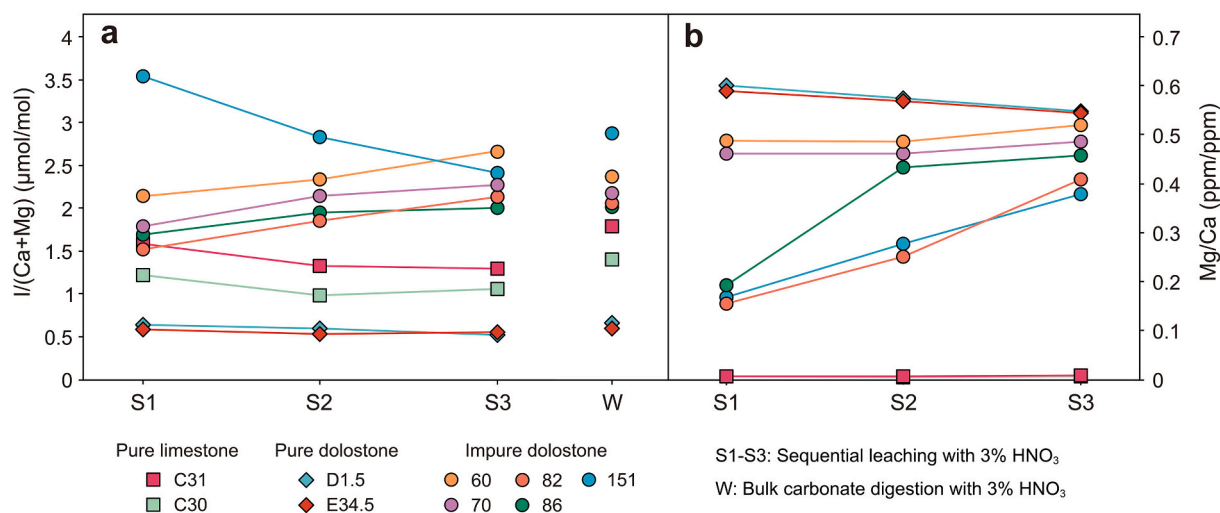 a
b
I/(Ca+Mg) (μmol/mol)
4
3.5
3
2.5
2
1.5
1
0.5
0
S1
S2
S3
W
Mg/Ca (ppm/ppm)
0.7
0.6
0.5
0.4
0.3
0.2
0.1
0
S1
S2
S3
Pure limestone
C31
C30
Pure dolostone
D1.5
E34.5
Impure dolostone
60
82
151
70
86
S1-S3: Sequential leaching with 3% HNO₃
W: Bulk carbonate digestion with 3% HNO₃